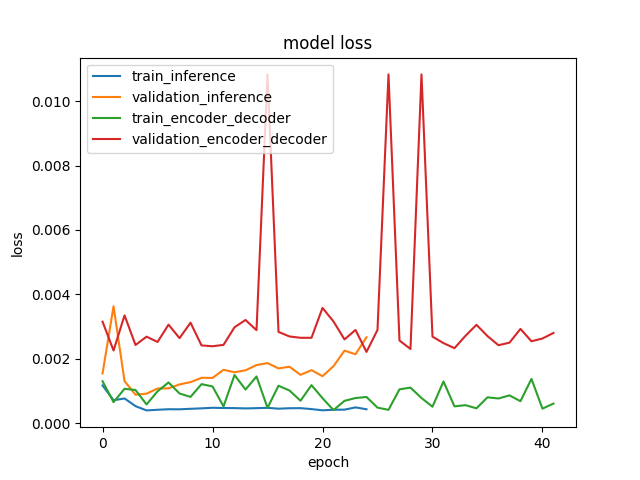 model loss
train_inference
validation_inference
train_encoder_decoder
validation_encoder_decoder
0.010
0.008
0.006
0.004
0.002
0.000
loss
0 10 20 30 40
epoch